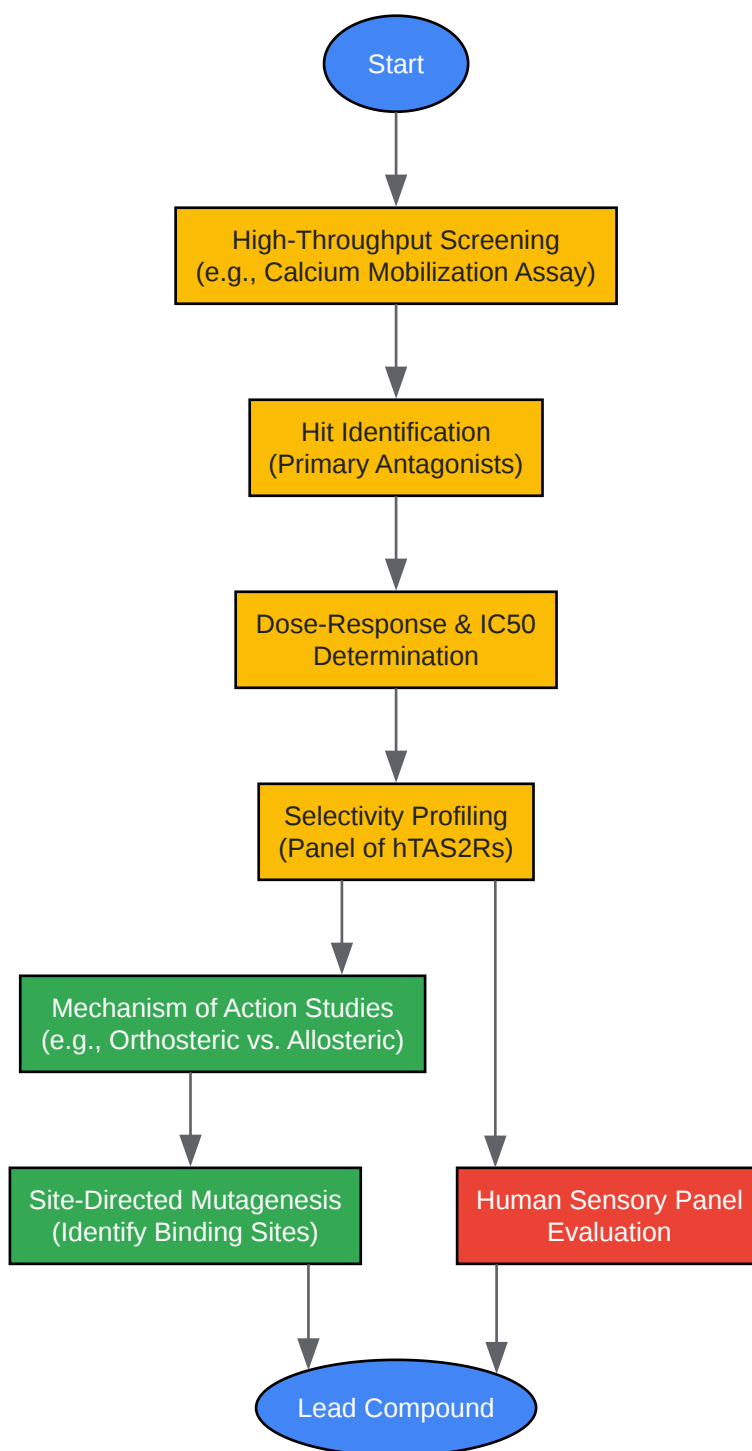 Start
High-Throughput Screening
(e.g., Calcium Mobilization Assay)
Hit Identification
(Primary Antagonists)
Dose-Response & IC50
Determination
Selectivity Profiling
(Panel of hTAS2Rs)
Mechanism of Action Studies
(e.g., Orthosteric vs. Allosteric)
Site-Directed Mutagenesis
(Identify Binding Sites)
Human Sensory Panel
Evaluation
Lead Compound